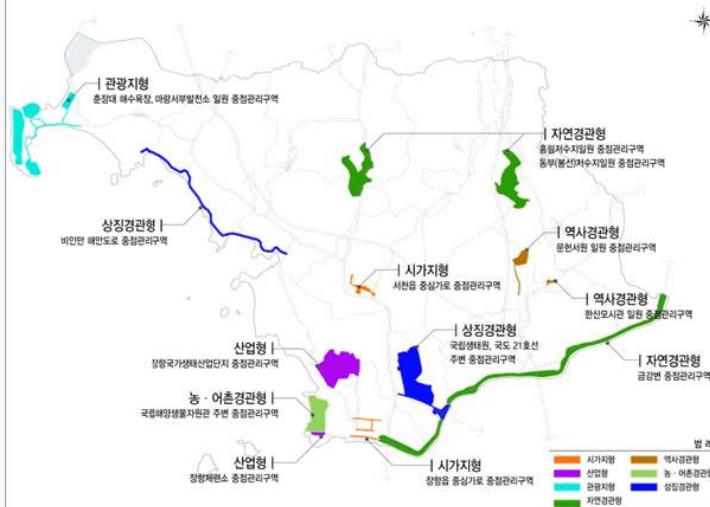 관광지형
춘장대 해수욕장, 마량서부발전소 일원 중점관리구역
자연경관형
흥림저수지일원 중점관리구역
동부(봉선)저수지일원 중점관리구역
상징경관형
비인만 해안도로 중점관리구역
역사경관형
문헌서원 일원 중점관리구역
시가지형
서천읍 중심가로 중점관리구역
역사경관형
한산모시관 일원 중점관리구역
상징경관형
국립생태원, 국도 21호선
주변 중점관리구역
산업형
장항국가생태산업단지 중점관리구역
자연경관형
금강변 중점관리구역
농·어촌경관형
국립해양생물자원관 주변 중점관리구역
산업형
장항제련소 중점관리구역
시가지형
장항읍 중심가로 중점관리구역
범 례
시가지형
역사경관형
산업형
농·어촌경관형
관광지형
상징경관형
자연경관형